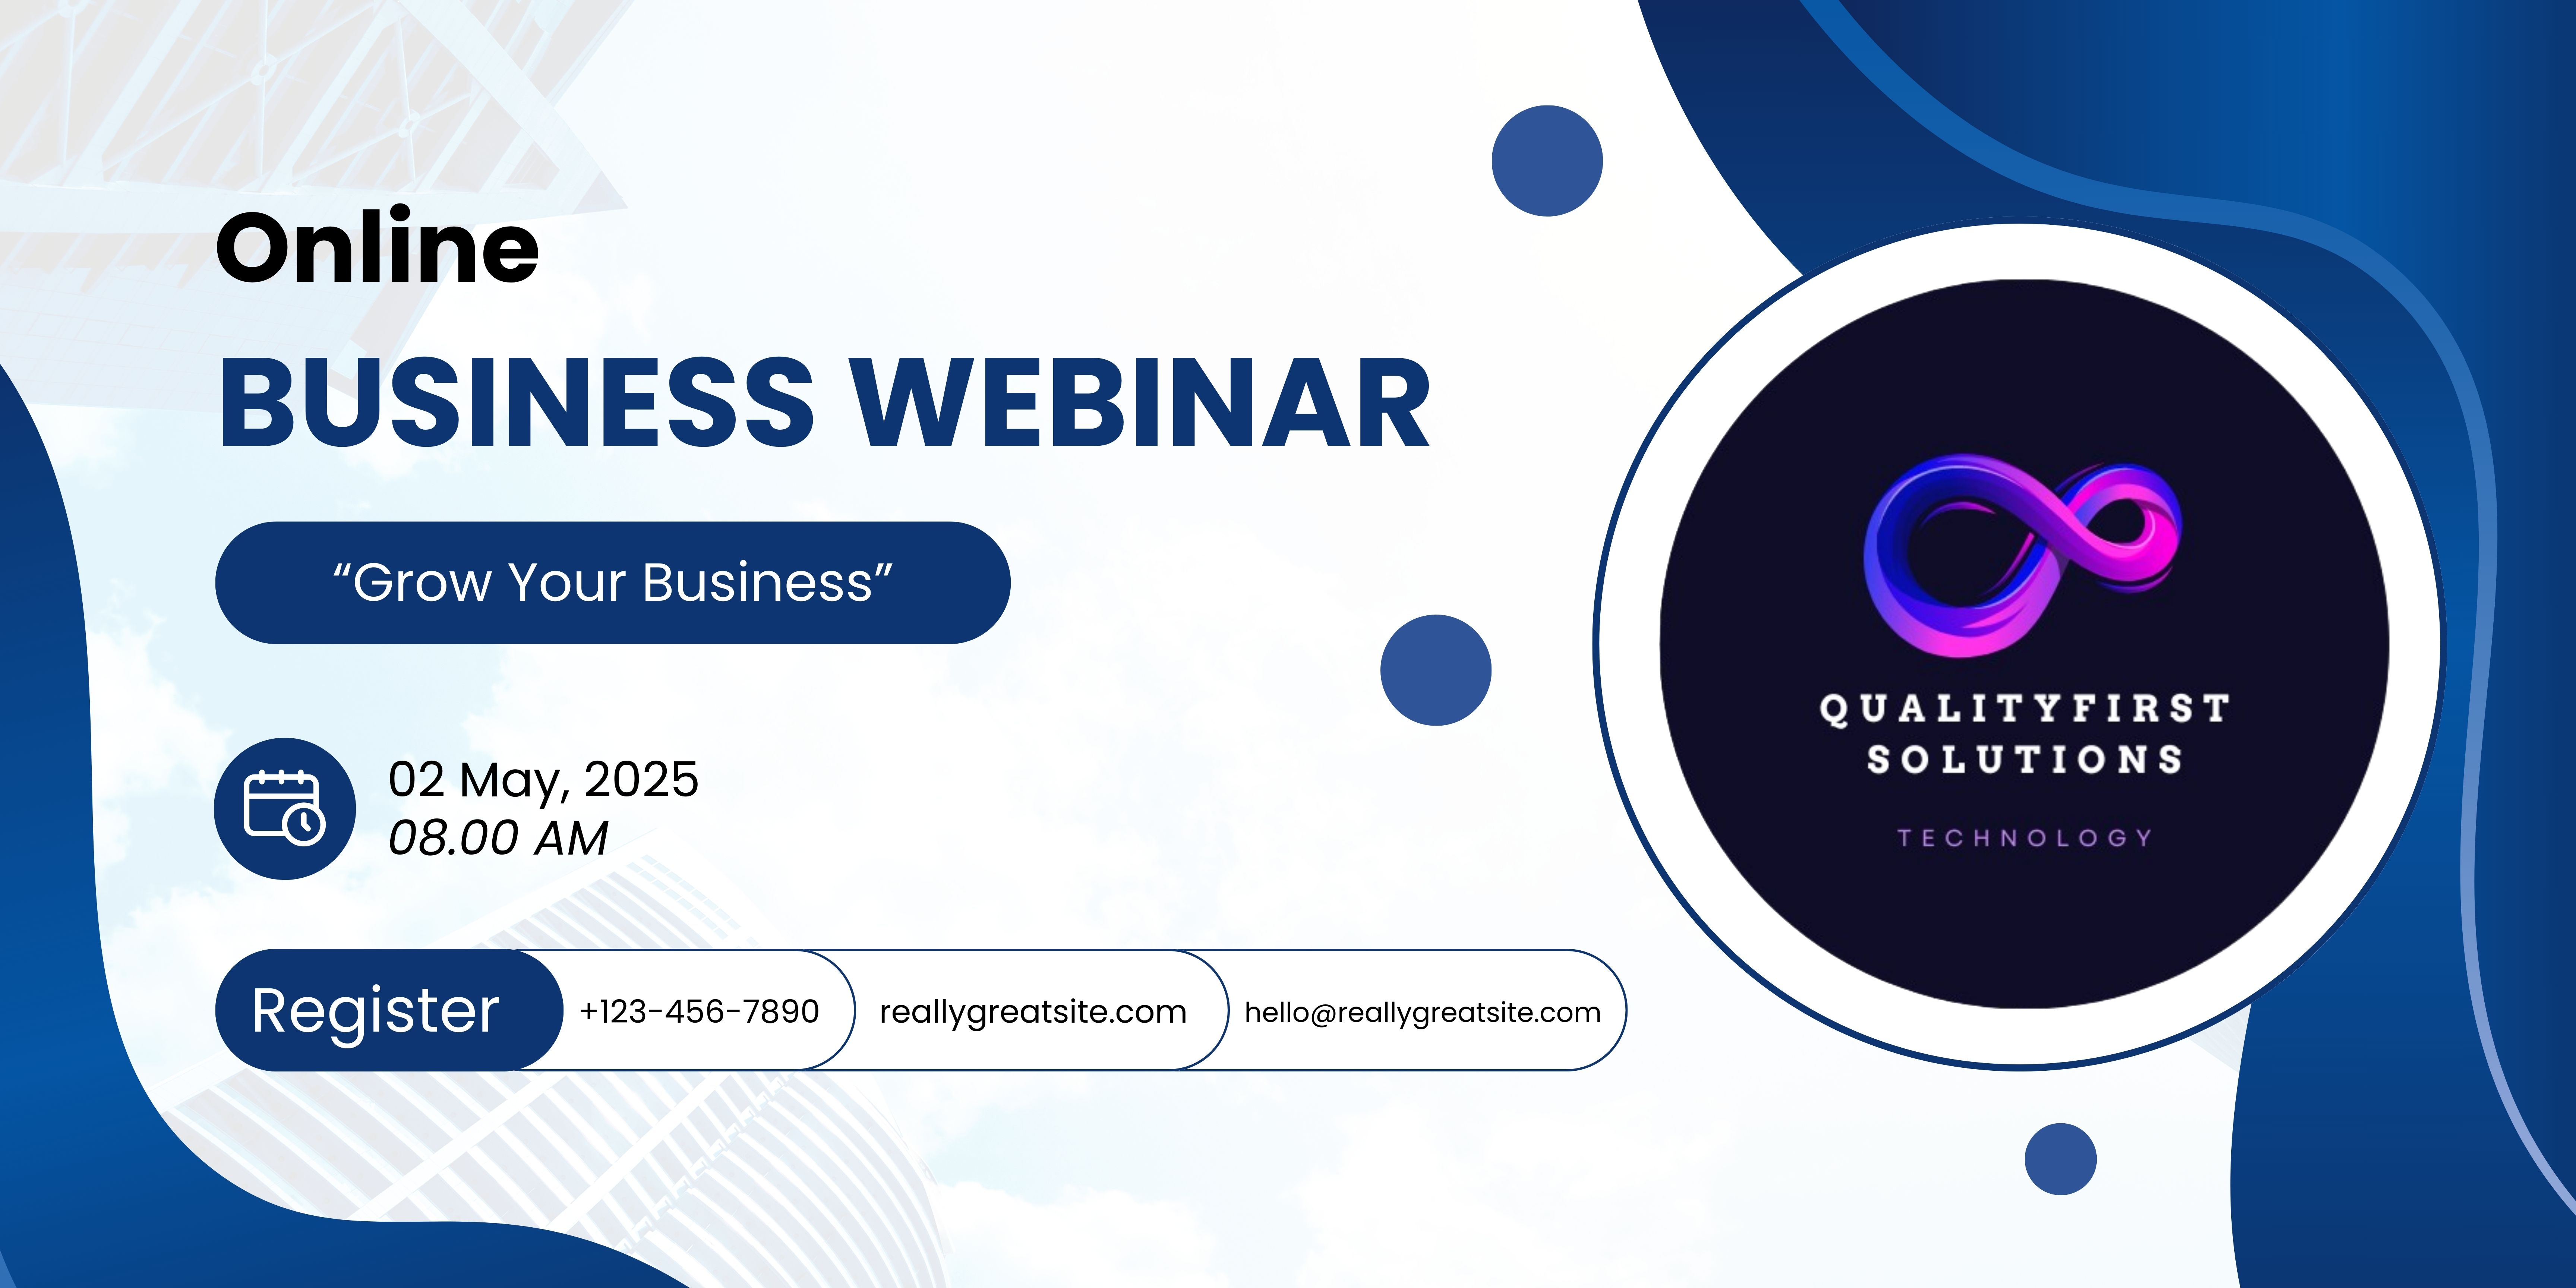 Online
BUSINESS WEBINAR
“Grow Your Business”
02 May, 2025
08.00 AM
Register
+123-456-7890
reallygreatsite.com
hello@reallygreatsite.com
QUALITYFIRST
SOLUTIONS
TECHNOLOGY